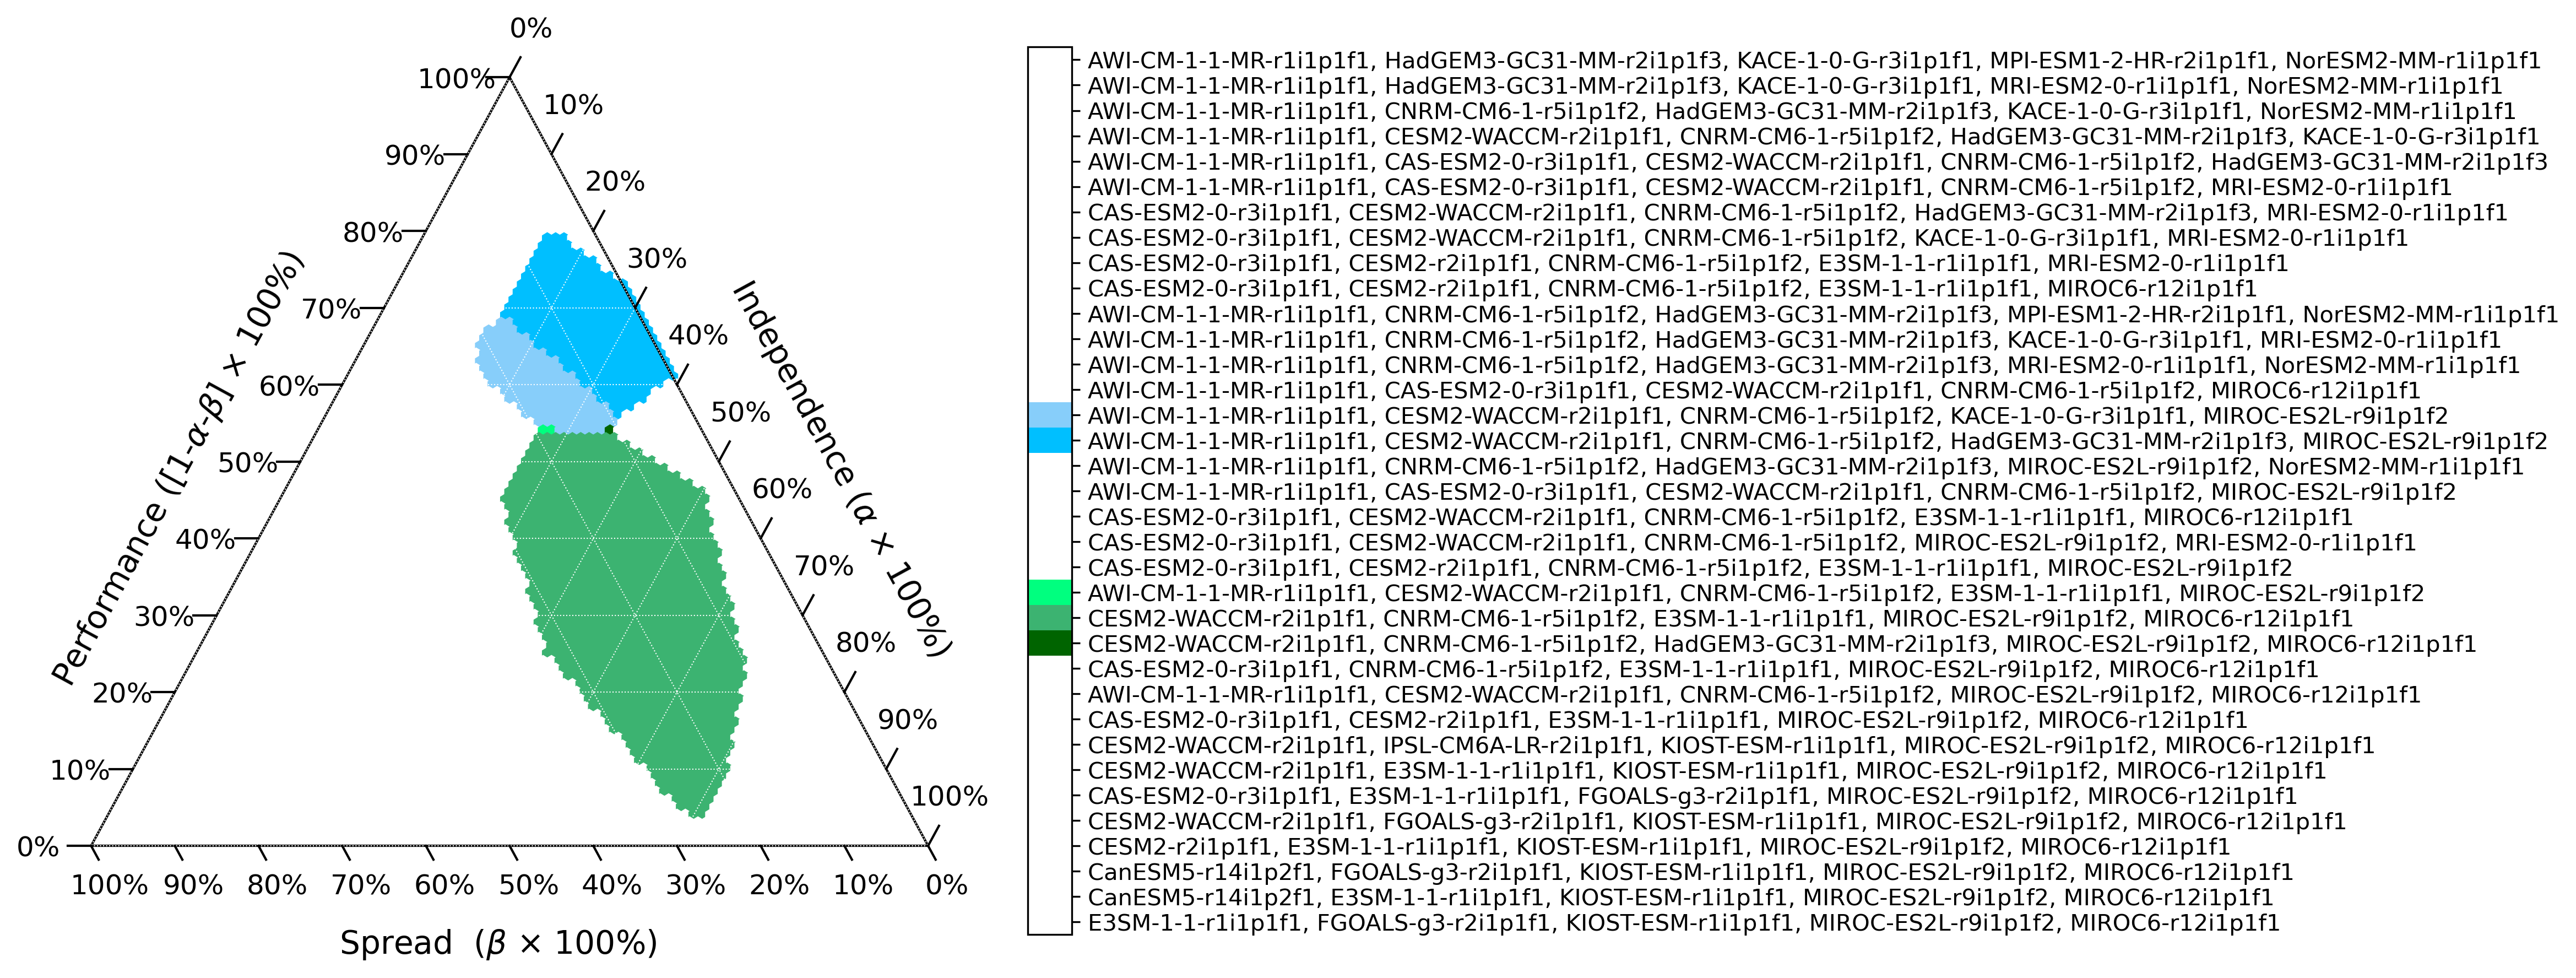 0%
100%
90%
80%
70%
60%
50%
40%
30%
20%
10%
0%
Performance ([1-α-β] × 100%)
10%
20%
30%
40%
50%
60%
70%
80%
90%
100%
Independence (α × 100%)
100% 90% 80% 70% 60% 50% 40% 30% 20% 10% 0%
Spread (β × 100%)
AWI-CM-1-1-MR-r1i1p1f1, HadGEM3-GC31-MM-r2i1p1f3, KACE-1-0-G-r3i1p1f1, MPI-ESM1-2-HR-r2i1p1f1, NorESM2-MM-r1i1p1f1
AWI-CM-1-1-MR-r1i1p1f1, HadGEM3-GC31-MM-r2i1p1f3, KACE-1-0-G-r3i1p1f1, MRI-ESM2-0-r1i1p1f1, NorESM2-MM-r1i1p1f1
AWI-CM-1-1-MR-r1i1p1f1, CNRM-CM6-1-r5i1p1f2, HadGEM3-GC31-MM-r2i1p1f3, KACE-1-0-G-r3i1p1f1, NorESM2-MM-r1i1p1f1
AWI-CM-1-1-MR-r1i1p1f1, CESM2-WACCM-r2i1p1f1, CNRM-CM6-1-r5i1p1f2, HadGEM3-GC31-MM-r2i1p1f3, KACE-1-0-G-r3i1p1f1
AWI-CM-1-1-MR-r1i1p1f1, CAS-ESM2-0-r3i1p1f1, CESM2-WACCM-r2i1p1f1, CNRM-CM6-1-r5i1p1f2, HadGEM3-GC31-MM-r2i1p1f3
AWI-CM-1-1-MR-r1i1p1f1, CAS-ESM2-0-r3i1p1f1, CESM2-WACCM-r2i1p1f1, CNRM-CM6-1-r5i1p1f2, MRI-ESM2-0-r1i1p1f1
CAS-ESM2-0-r3i1p1f1, CESM2-WACCM-r2i1p1f1, CNRM-CM6-1-r5i1p1f2, HadGEM3-GC31-MM-r2i1p1f3, MRI-ESM2-0-r1i1p1f1
CAS-ESM2-0-r3i1p1f1, CESM2-WACCM-r2i1p1f1, CNRM-CM6-1-r5i1p1f2, KACE-1-0-G-r3i1p1f1, MRI-ESM2-0-r1i1p1f1
CAS-ESM2-0-r3i1p1f1, CESM2-r2i1p1f1, CNRM-CM6-1-r5i1p1f2, E3SM-1-1-r1i1p1f1, MRI-ESM2-0-r1i1p1f1
CAS-ESM2-0-r3i1p1f1, CESM2-r2i1p1f1, CNRM-CM6-1-r5i1p1f2, E3SM-1-1-r1i1p1f1, MIROC6-r12i1p1f1
AWI-CM-1-1-MR-r1i1p1f1, CNRM-CM6-1-r5i1p1f2, HadGEM3-GC31-MM-r2i1p1f3, MPI-ESM1-2-HR-r2i1p1f1, NorESM2-MM-r1i1p1f1
AWI-CM-1-1-MR-r1i1p1f1, CNRM-CM6-1-r5i1p1f2, HadGEM3-GC31-MM-r2i1p1f3, KACE-1-0-G-r3i1p1f1, MRI-ESM2-0-r1i1p1f1
AWI-CM-1-1-MR-r1i1p1f1, CNRM-CM6-1-r5i1p1f2, HadGEM3-GC31-MM-r2i1p1f3, MRI-ESM2-0-r1i1p1f1, NorESM2-MM-r1i1p1f1
AWI-CM-1-1-MR-r1i1p1f1, CAS-ESM2-0-r3i1p1f1, CESM2-WACCM-r2i1p1f1, CNRM-CM6-1-r5i1p1f2, MIROC6-r12i1p1f1
AWI-CM-1-1-MR-r1i1p1f1, CESM2-WACCM-r2i1p1f1, CNRM-CM6-1-r5i1p1f2, KACE-1-0-G-r3i1p1f1, MIROC-ES2L-r9i1p1f2
AWI-CM-1-1-MR-r1i1p1f1, CESM2-WACCM-r2i1p1f1, CNRM-CM6-1-r5i1p1f2, HadGEM3-GC31-MM-r2i1p1f3, MIROC-ES2L-r9i1p1f2
AWI-CM-1-1-MR-r1i1p1f1, CNRM-CM6-1-r5i1p1f2, HadGEM3-GC31-MM-r2i1p1f3, MIROC-ES2L-r9i1p1f2, NorESM2-MM-r1i1p1f1
AWI-CM-1-1-MR-r1i1p1f1, CAS-ESM2-0-r3i1p1f1, CESM2-WACCM-r2i1p1f1, CNRM-CM6-1-r5i1p1f2, MIROC-ES2L-r9i1p1f2
CAS-ESM2-0-r3i1p1f1, CESM2-WACCM-r2i1p1f1, CNRM-CM6-1-r5i1p1f2, E3SM-1-1-r1i1p1f1, MIROC6-r12i1p1f1
CAS-ESM2-0-r3i1p1f1, CESM2-WACCM-r2i1p1f1, CNRM-CM6-1-r5i1p1f2, MIROC-ES2L-r9i1p1f2, MRI-ESM2-0-r1i1p1f1
CAS-ESM2-0-r3i1p1f1, CESM2-r2i1p1f1, CNRM-CM6-1-r5i1p1f2, E3SM-1-1-r1i1p1f1, MIROC-ES2L-r9i1p1f2
AWI-CM-1-1-MR-r1i1p1f1, CESM2-WACCM-r2i1p1f1, CNRM-CM6-1-r5i1p1f2, E3SM-1-1-r1i1p1f1, MIROC-ES2L-r9i1p1f2
CESM2-WACCM-r2i1p1f1, CNRM-CM6-1-r5i1p1f2, E3SM-1-1-r1i1p1f1, MIROC-ES2L-r9i1p1f2, MIROC6-r12i1p1f1
CESM2-WACCM-r2i1p1f1, CNRM-CM6-1-r5i1p1f2, HadGEM3-GC31-MM-r2i1p1f3, MIROC-ES2L-r9i1p1f2, MIROC6-r12i1p1f1
CAS-ESM2-0-r3i1p1f1, CNRM-CM6-1-r5i1p1f2, E3SM-1-1-r1i1p1f1, MIROC-ES2L-r9i1p1f2, MIROC6-r12i1p1f1
AWI-CM-1-1-MR-r1i1p1f1, CESM2-WACCM-r2i1p1f1, CNRM-CM6-1-r5i1p1f2, MIROC-ES2L-r9i1p1f2, MIROC6-r12i1p1f1
CAS-ESM2-0-r3i1p1f1, CESM2-r2i1p1f1, E3SM-1-1-r1i1p1f1, MIROC-ES2L-r9i1p1f2, MIROC6-r12i1p1f1
CESM2-WACCM-r2i1p1f1, IPSL-CM6A-LR-r2i1p1f1, KIOST-ESM-r1i1p1f1, MIROC-ES2L-r9i1p1f2, MIROC6-r12i1p1f1
CESM2-WACCM-r2i1p1f1, E3SM-1-1-r1i1p1f1, KIOST-ESM-r1i1p1f1, MIROC-ES2L-r9i1p1f2, MIROC6-r12i1p1f1
CAS-ESM2-0-r3i1p1f1, E3SM-1-1-r1i1p1f1, FGOALS-g3-r2i1p1f1, MIROC-ES2L-r9i1p1f2, MIROC6-r12i1p1f1
CESM2-WACCM-r2i1p1f1, FGOALS-g3-r2i1p1f1, KIOST-ESM-r1i1p1f1, MIROC-ES2L-r9i1p1f2, MIROC6-r12i1p1f1
CESM2-r2i1p1f1, E3SM-1-1-r1i1p1f1, KIOST-ESM-r1i1p1f1, MIROC-ES2L-r9i1p1f2, MIROC6-r12i1p1f1
CanESM5-r14i1p2f1, FGOALS-g3-r2i1p1f1, KIOST-ESM-r1i1p1f1, MIROC-ES2L-r9i1p1f2, MIROC6-r12i1p1f1
CanESM5-r14i1p2f1, E3SM-1-1-r1i1p1f1, KIOST-ESM-r1i1p1f1, MIROC-ES2L-r9i1p1f2, MIROC6-r12i1p1f1
E3SM-1-1-r1i1p1f1, FGOALS-g3-r2i1p1f1, KIOST-ESM-r1i1p1f1, MIROC-ES2L-r9i1p1f2, MIROC6-r12i1p1f1